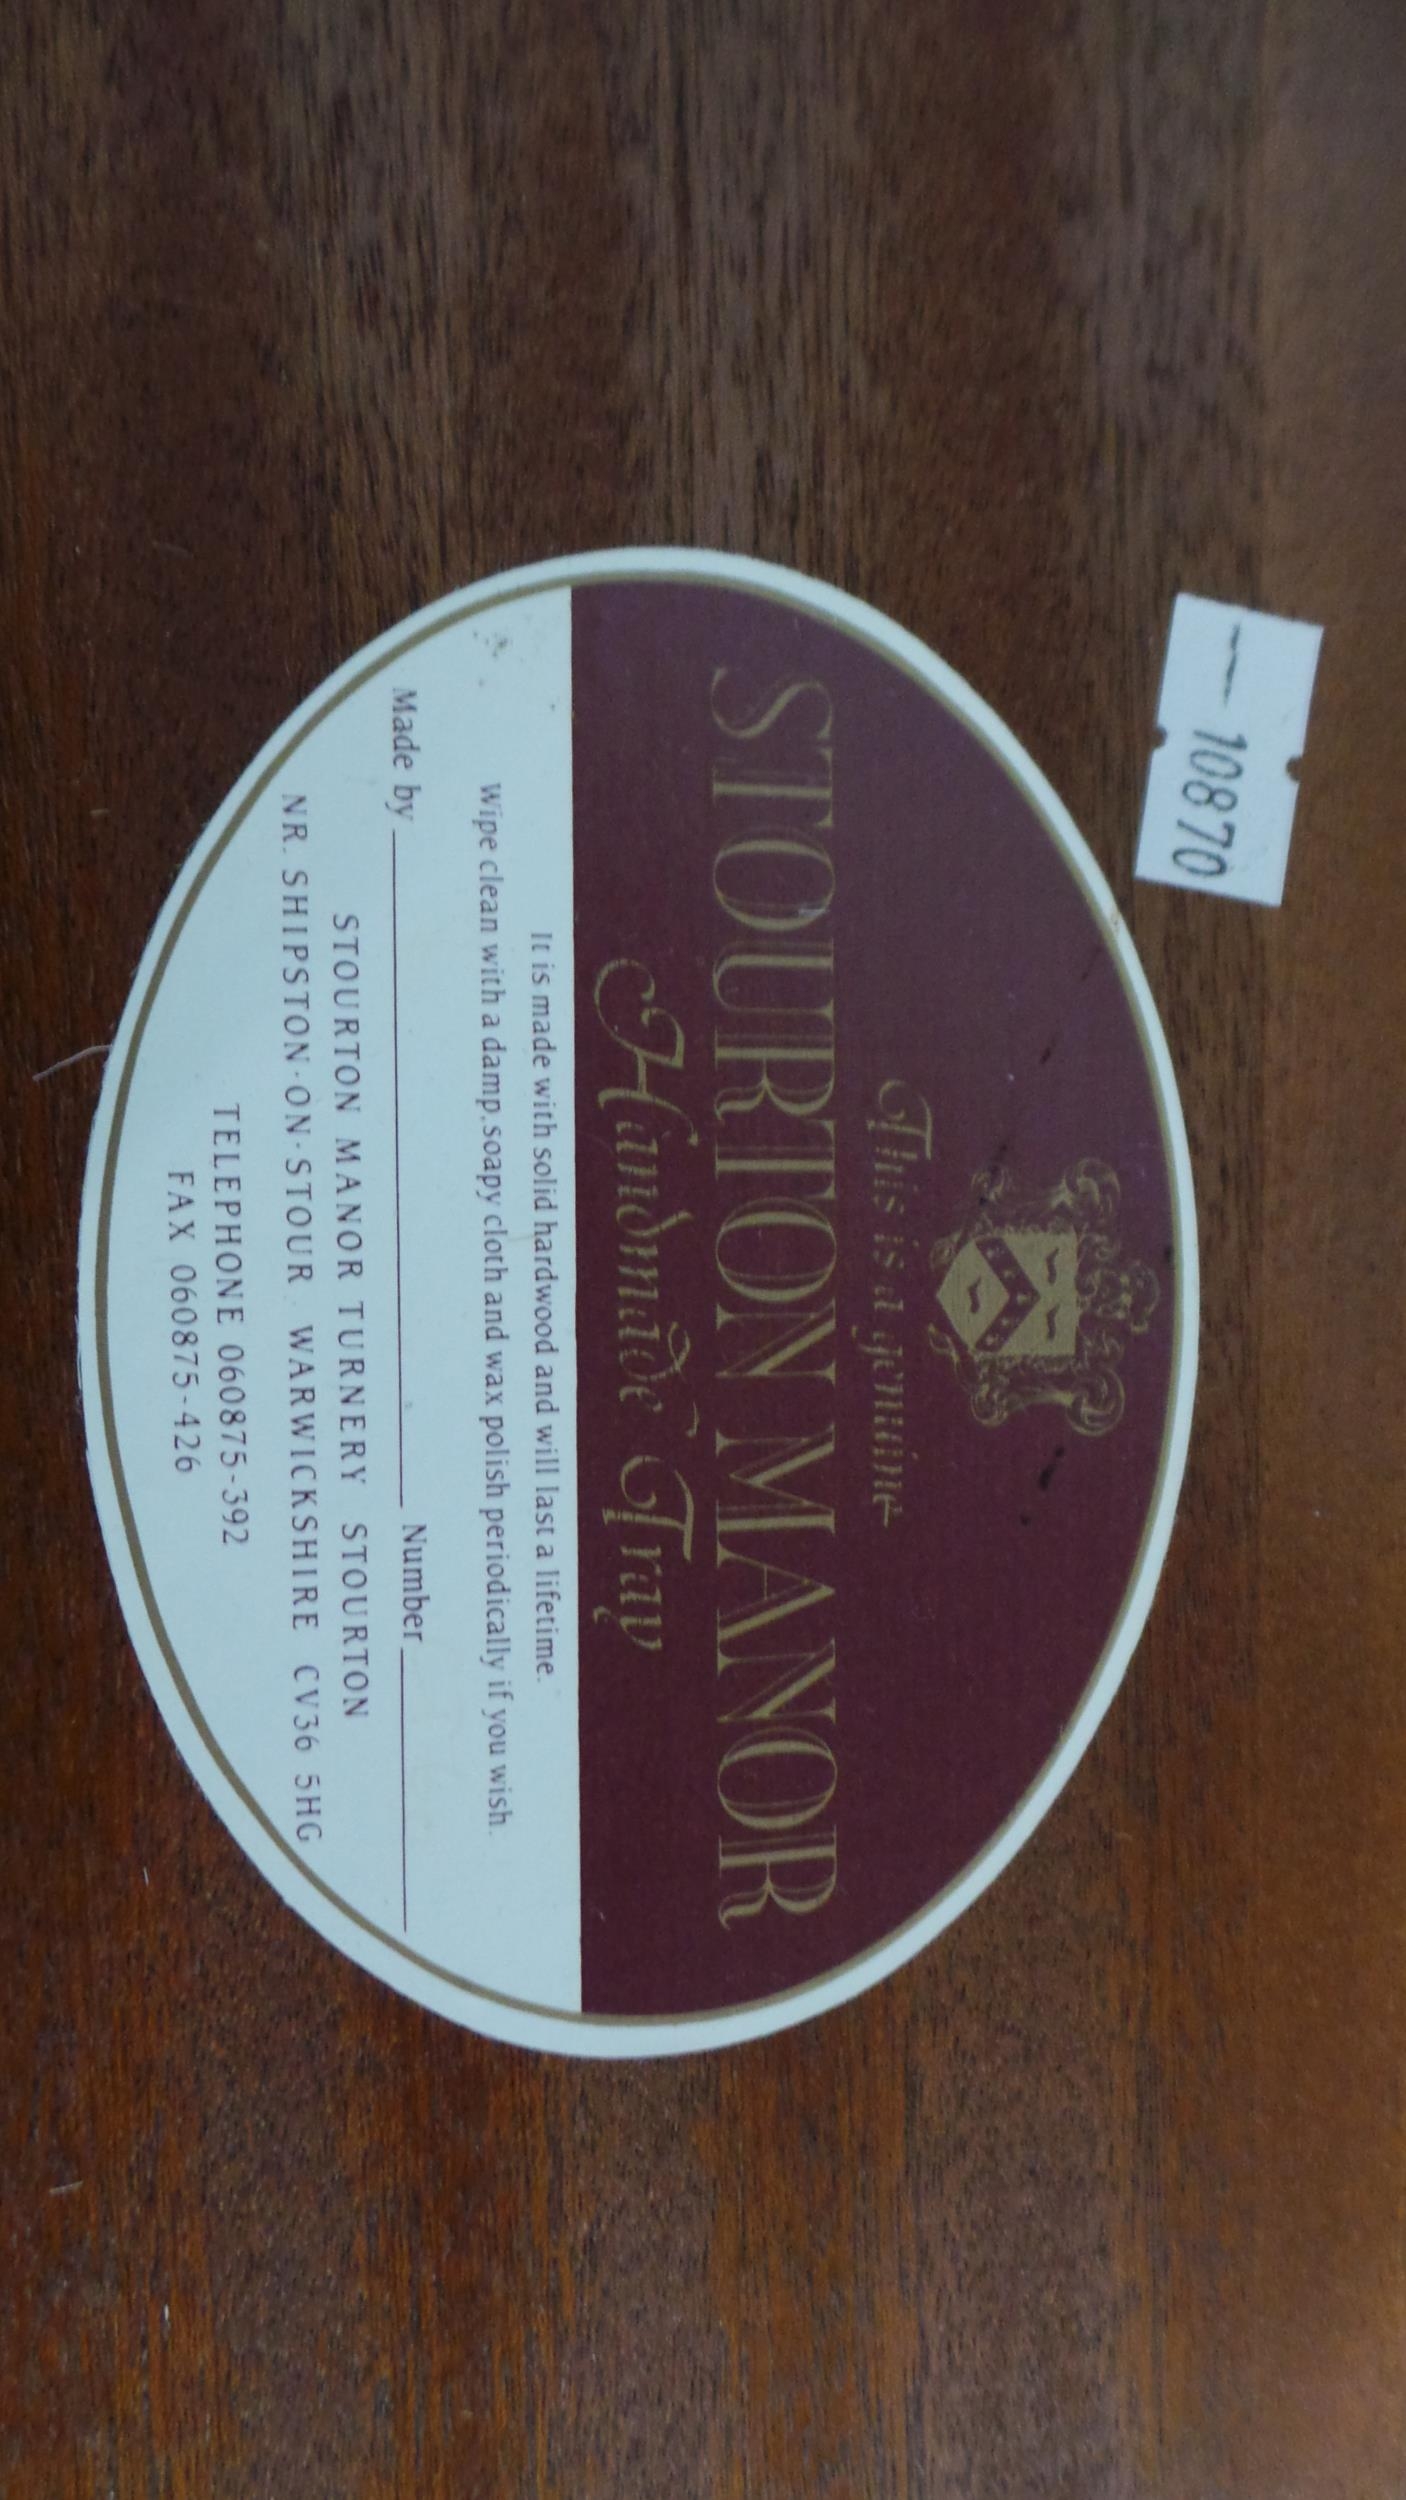 — 10870
This is a genuine
STOURTON MANOR
Handmade Tray
It is made with solid hardwood and will last a lifetime.
Wipe clean with a damp, soapy cloth and wax polish periodically if you wish.
Made by ____________ Number ____________
STOURTON MANOR TURNERY STOURTON
NR. SHIPSTON·ON·STOUR WARWICKSHIRE CV36 5HG
TELEPHONE 060875-392
FAX 060875-426